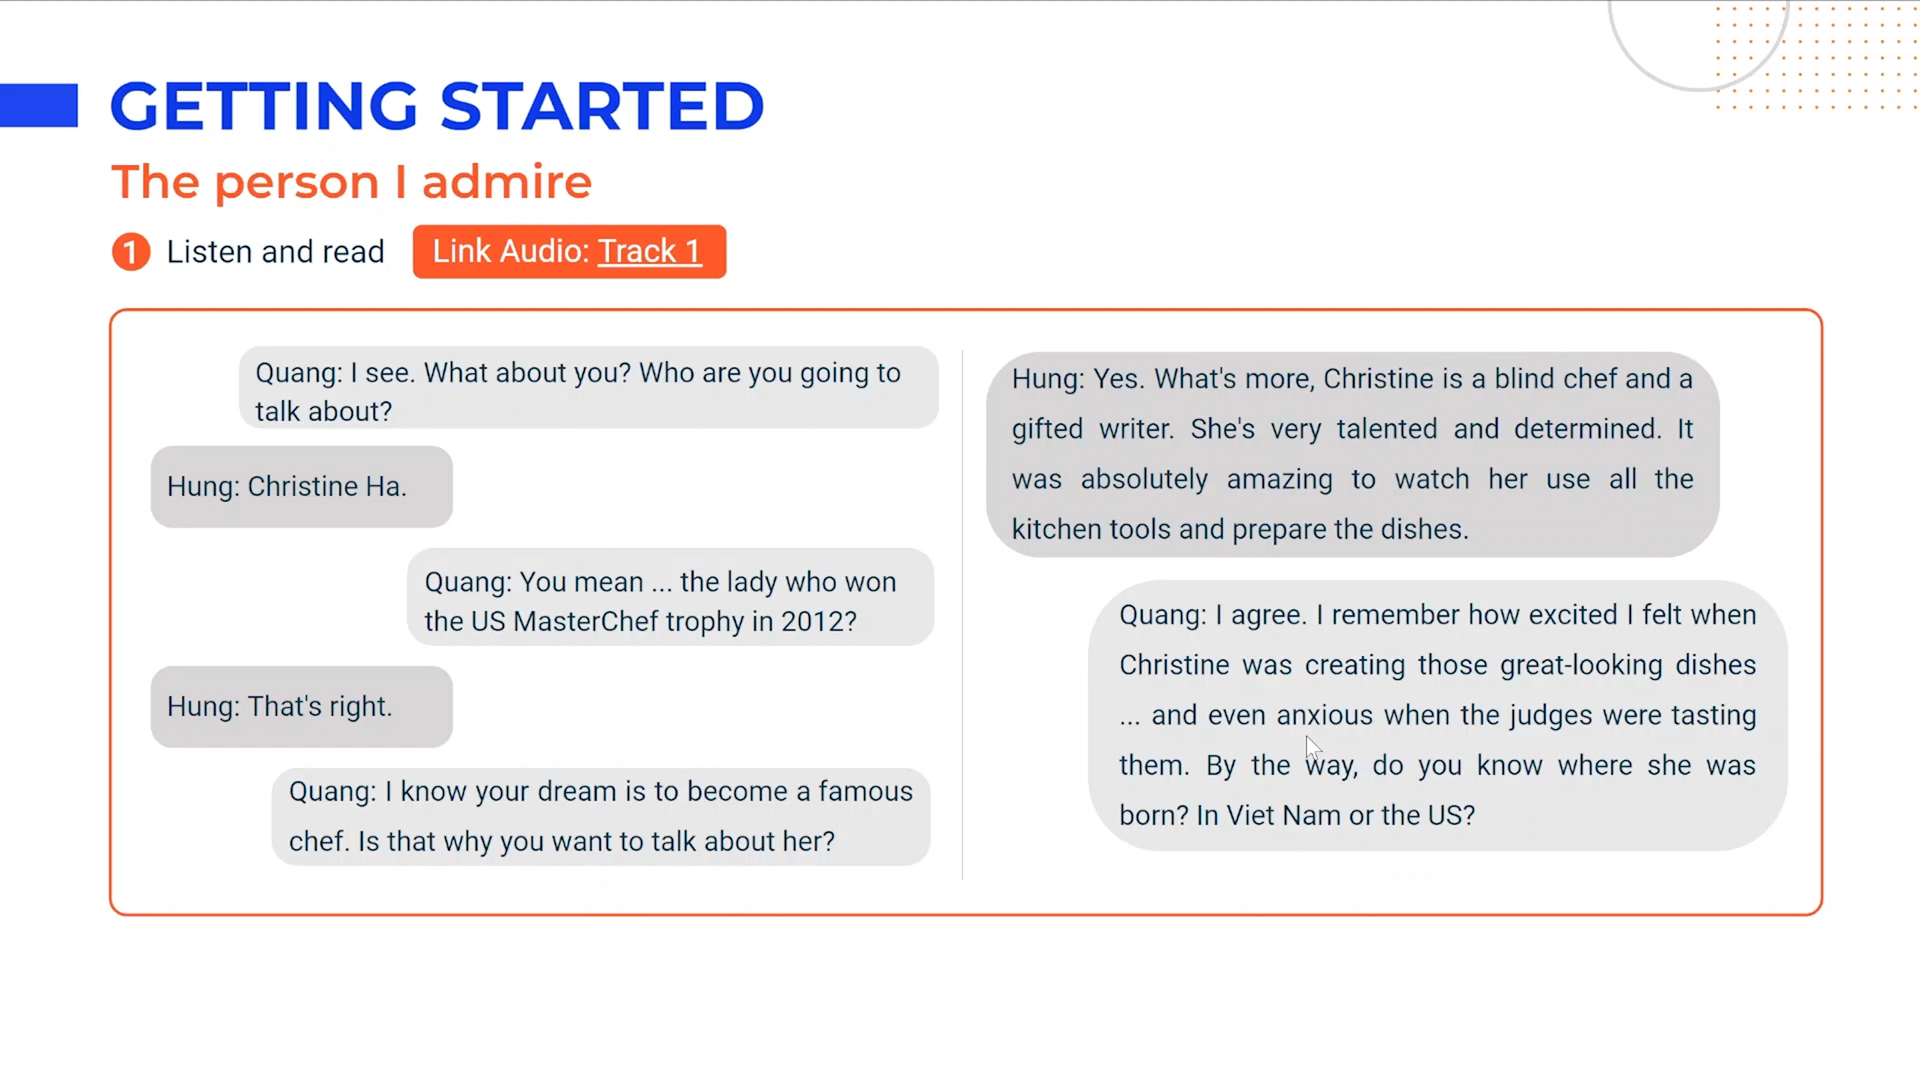 GETTING STARTED
The person I admire
1 Listen and read
Link Audio: Track 1
Quang: I see. What about you? Who are you going to
talk about?
Hung: Christine Ha.
Quang: You mean ... the lady who won
the US MasterChef trophy in 2012?
Hung: That's right.
Quang: I know your dream is to become a famous
chef. Is that why you want to talk about her?
Hung: Yes. What's more, Christine is a blind chef and a
gifted writer. She's very talented and determined. It
was absolutely amazing to watch her use all the
kitchen tools and prepare the dishes.
Quang: I agree. I remember how excited I felt when
Christine was creating those great-looking dishes
... and even anxious when the judges were tasting
them. By the way, do you know where she was
born? In Viet Nam or the US?